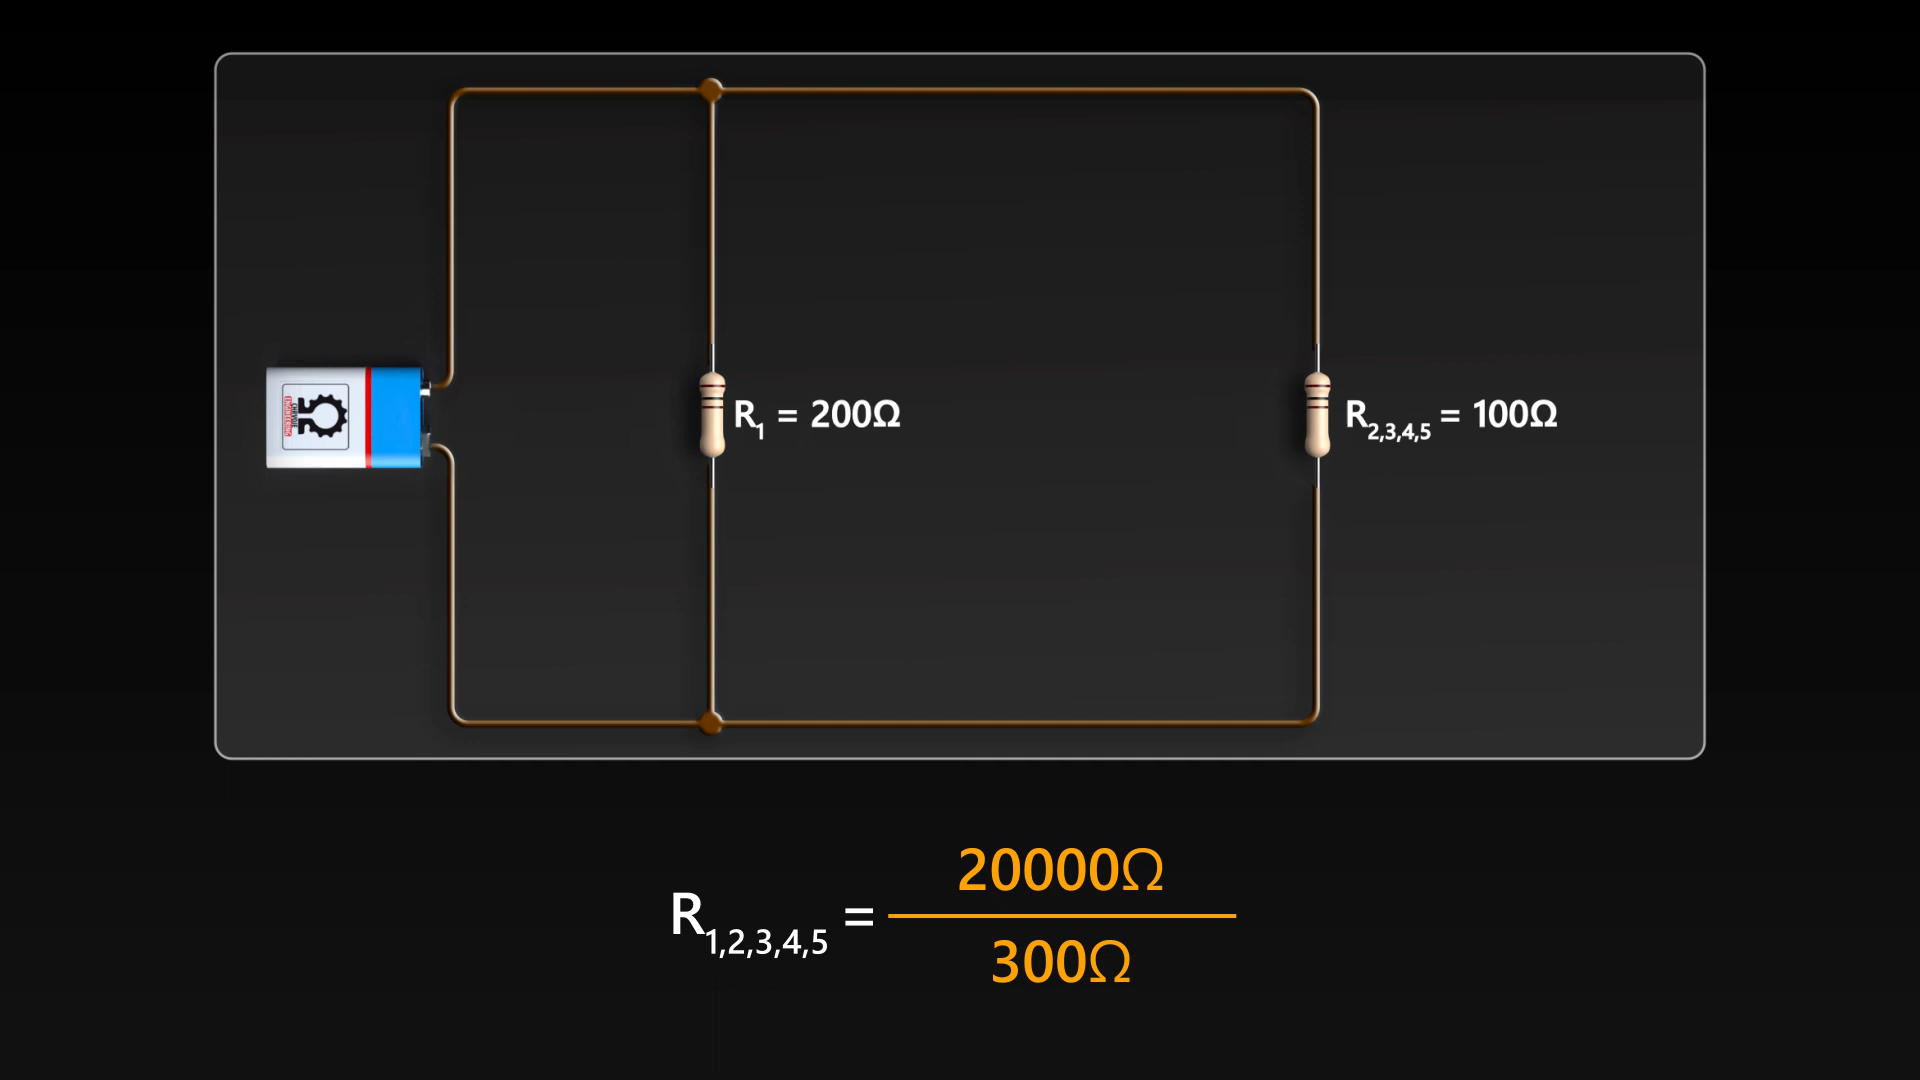 R1 = 200Ω
R2,3,4,5 = 100Ω
R1,2,3,4,5 = 20000Ω
300Ω